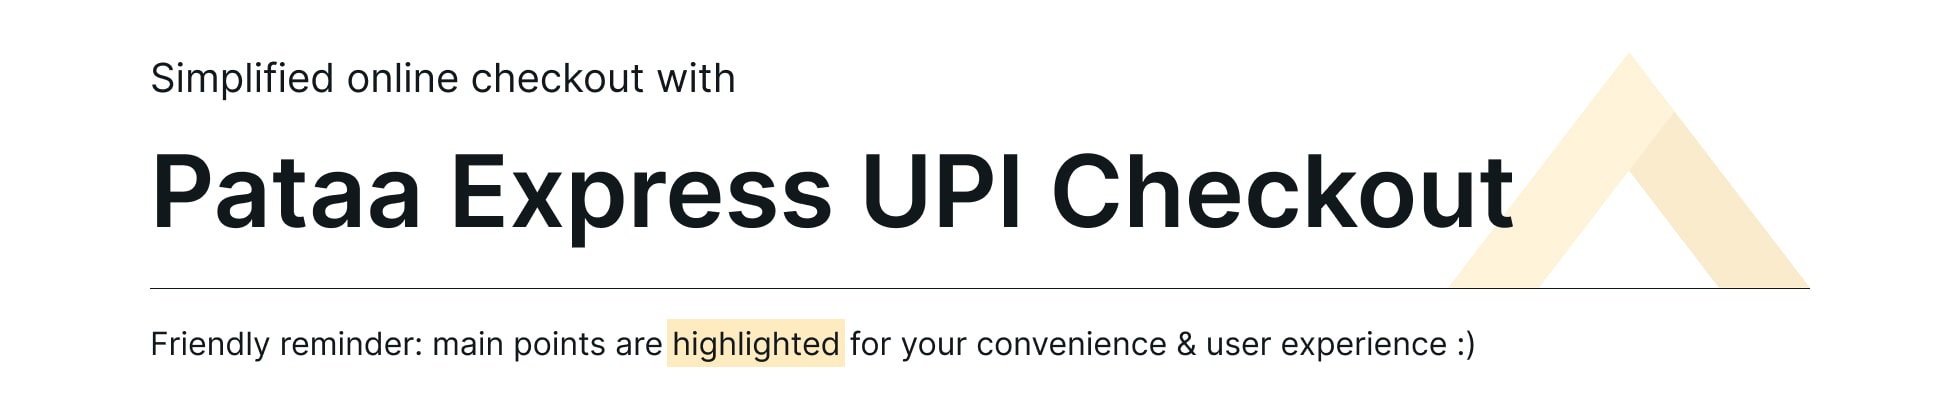 Simplified online checkout with
Pataa Express UPI Checkout
Friendly reminder: main points are highlighted for your convenience & user experience :)